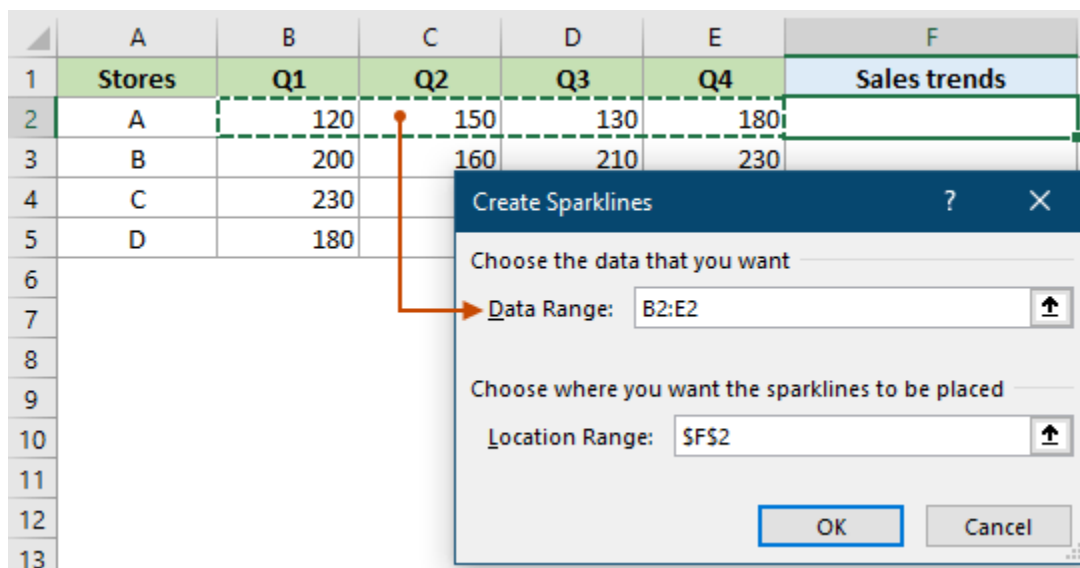 A B C D E F
1 Stores Q1 Q2 Q3 Q4 Sales trends
2 A 120 150 130 180
3 B 200 160 210 230
4 C 230
5 D 180
6
7
8
9
10
11
12
13
Create Sparklines ? ×
Choose the data that you want
Data Range: B2:E2
Choose where you want the sparklines to be placed
Location Range: $F$2
OK Cancel